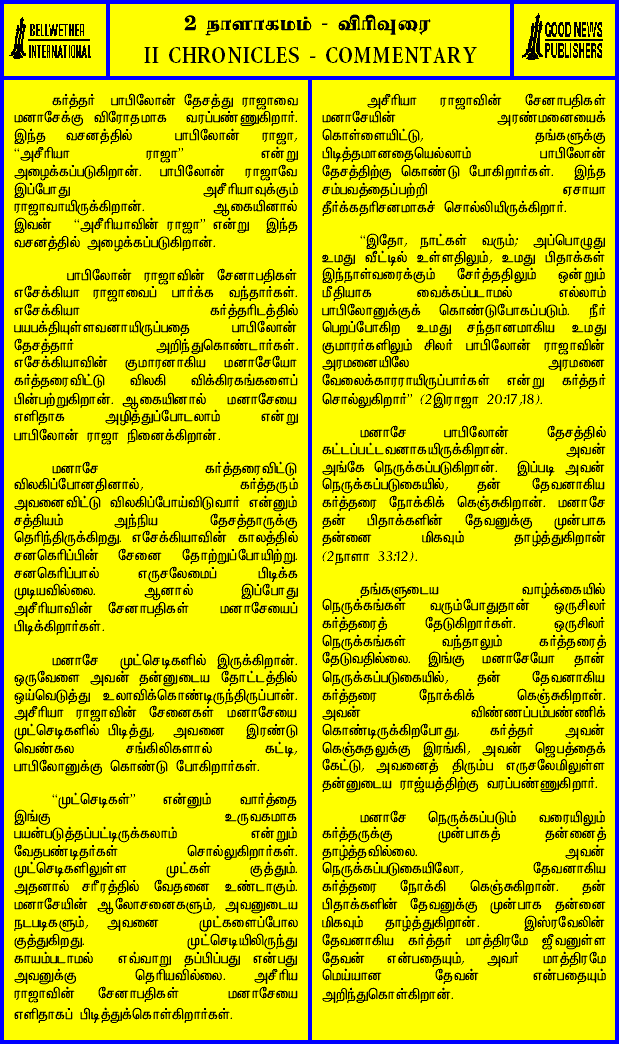 BELLWETHER
INTERNATIONAL
2 நாளாகமம் - விரிவுரை
II CHRONICLES - COMMENTARY
GOOD NEWS
PUBLISHERS
கர்த்தர் பாபிலோன் தேசத்து ராஜாவை
மனாசேக்கு விரோதமாக வரப்பண்ணுகிறார்.
இந்த வசனத்தில் பாபிலோன் ராஜா,
“அசீரியா ராஜா” என்று
அழைக்கப்படுகிறான். பாபிலோன் ராஜாவே
இப்போது அசீரியாவுக்கும்
ராஜாவாயிருக்கிறான். ஆகையினால்
இவன் “அசீரியாவின் ராஜா” என்று இந்த
வசனத்தில் அழைக்கப்படுகிறான்.
பாபிலோன் ராஜாவின் சேனாபதிகள்
எசேக்கியா ராஜாவைப் பார்க்க வந்தார்கள்.
எசேக்கியா கர்த்தரிடத்தில்
பயபக்தியுள்ளவனாயிருப்பதை பாபிலோன்
தேசத்தார் அறிந்துகொண்டார்கள்.
எசேக்கியாவின் குமாரனாகிய மனாசேயோ
கர்த்தரைவிட்டு விலகி விக்கிரகங்களைப்
பின்பற்றுகிறான். ஆகையினால் மனாசேயை
எளிதாக அழித்துப்போடலாம் என்று
பாபிலோன் ராஜா நினைக்கிறான்.
மனாசே கர்த்தரைவிட்டு
விலகிப்போனதினால், கர்த்தரும்
அவனைவிட்டு விலகிப்போய்விடுவார் என்னும்
சத்தியம் அந்நிய தேசத்தாருக்கு
தெரிந்திருக்கிறது. எசேக்கியாவின் காலத்தில்
சனகெரிப்பின் சேனை தோற்றுப்போயிற்று.
சனகெரிப்பால் எருசலேமைப் பிடிக்க
முடியவில்லை. ஆனால் இப்போது
அசீரியாவின் சேனாபதிகள் மனாசேயைப்
பிடிக்கிறார்கள்.
மனாசே முட்செடிகளில் இருக்கிறான்.
ஒருவேளை அவன் தன்னுடைய தோட்டத்தில்
ஓய்வெடுத்து உலாவிக்கொண்டிருந்திருப்பான்.
அசீரியா ராஜாவின் சேனைகள் மனாசேயை
முட்செடிகளில் பிடித்து, அவனை இரண்டு
வெண்கல சங்கிலிகளால் கட்டி,
பாபிலோனுக்கு கொண்டு போகிறார்கள்.
“முட்செடிகள்” என்னும் வார்த்தை
இங்கு உருவகமாக
பயன்படுத்தப்பட்டிருக்கலாம் என்றும்
வேதபண்டிதர்கள் சொல்லுகிறார்கள்.
முட்செடிகளிலுள்ள முட்கள் குத்தும்.
அதனால் சரீரத்தில் வேதனை உண்டாகும்.
மனாசேயின் ஆலோசனைகளும், அவனுடைய
நடபடிகளும், அவனை முட்களைப்போல
குத்துகிறது. முட்செடியிலிருந்து
காயம்படாமல் எவ்வாறு தப்பிப்பது என்பது
அவனுக்கு தெரியவில்லை. அசீரிய
ராஜாவின் சேனாபதிகள் மனாசேயை
எளிதாகப் பிடித்துக்கொள்கிறார்கள்.
அசீரியா ராஜாவின் சேனாபதிகள்
மனாசேயின் அரண்மனையைக்
கொள்ளையிட்டு, தங்களுக்கு
பிடித்தமானதையெல்லாம் பாபிலோன்
தேசத்திற்கு கொண்டு போகிறார்கள். இந்த
சம்பவத்தைப்பற்றி ஏசாயா
தீர்க்கதரிசனமாகச் சொல்லியிருக்கிறார்.
“இதோ, நாட்கள் வரும்; அப்பொழுது
உமது வீட்டில் உள்ளதிலும், உமது பிதாக்கள்
இந்நாள்வரைக்கும் சேர்த்ததிலும் ஒன்றும்
மீதியாக வைக்கப்படாமல் எல்லாம்
பாபிலோனுக்குக் கொண்டுபோகப்படும். நீர்
பெறப்போகிற உமது சந்தானமாகிய உமது
குமாரர்களிலும் சிலர் பாபிலோன் ராஜாவின்
அரமனையிலே அரமனை
வேலைக்காரராயிருப்பார்கள் என்று கர்த்தர்
சொல்லுகிறார்” (2இராஜா 20:17,18).
மனாசே பாபிலோன் தேசத்தில்
கட்டப்பட்டவனாகயிருக்கிறான். அவன்
அங்கே நெருக்கப்படுகிறான். இப்படி அவன்
நெருக்கப்படுகையில், தன் தேவனாகிய
கர்த்தரை நோக்கிக் கெஞ்சுகிறான். மனாசே
தன் பிதாக்களின் தேவனுக்கு முன்பாக
தன்னை மிகவும் தாழ்த்துகிறான்
(2நாளா 33:12).
தங்களுடைய வாழ்க்கையில்
நெருக்கங்கள் வரும்போதுதான் ஒருசிலர்
கர்த்தரைத் தேடுகிறார்கள். ஒருசிலர்
நெருக்கங்கள் வந்தாலும் கர்த்தரைத்
தேடுவதில்லை. இங்கு மனாசேயோ தான்
நெருக்கப்படுகையில், தன் தேவனாகிய
கர்த்தரை நோக்கிக் கெஞ்சுகிறான்.
அவன் விண்ணப்பம்பண்ணிக்
கொண்டிருக்கிறபோது, கர்த்தர் அவன்
கெஞ்சுதலுக்கு இரங்கி, அவன் ஜெபத்தைக்
கேட்டு, அவனைத் திரும்ப எருசலேமிலுள்ள
தன்னுடைய ராஜ்யத்திற்கு வரப்பண்ணுகிறார்.
மனாசே நெருக்கப்படும் வரையிலும்
கர்த்தருக்கு முன்பாகத் தன்னைத்
தாழ்த்தவில்லை. அவன்
நெருக்கப்படுகையிலோ, தேவனாகிய
கர்த்தரை நோக்கி கெஞ்சுகிறான். தன்
பிதாக்களின் தேவனுக்கு முன்பாக தன்னை
மிகவும் தாழ்த்துகிறான். இஸ்ரவேலின்
தேவனாகிய கர்த்தர் மாத்திரமே ஜீவனுள்ள
தேவன் என்பதையும், அவர் மாத்திரமே
மெய்யான தேவன் என்பதையும்
அறிந்துகொள்கிறான்.